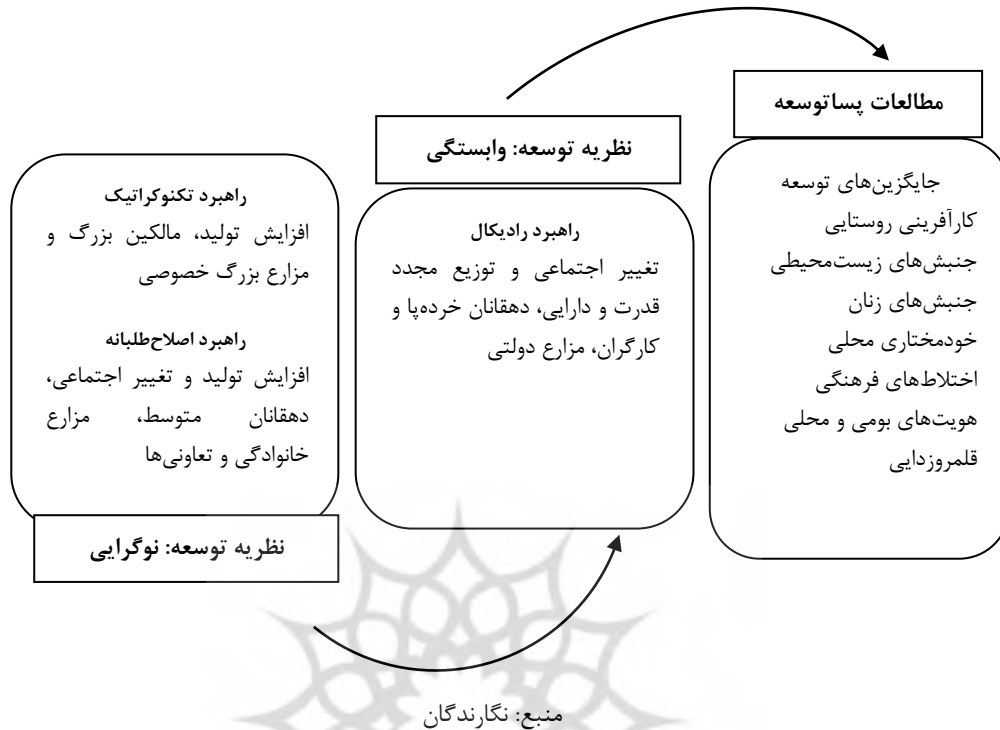 مطالعات پساتوسعه
جایگزین‌های توسعه
کارآفرینی روستایی
جنبش‌های زیست‌محیطی
جنبش‌های زنان
خودمختاری محلی
اختلاط‌های فرهنگی
هویت‌های بومی و محلی
قلمروزدایی
نظریه توسعه: وابستگی
راهبرد رادیکال
تغییر اجتماعی و توزیع مجدد
قدرت و دارایی، دهقانان خرده‌پا و
کارگران، مزارع دولتی
راهبرد تکنوکراتیک
افزایش تولید، مالکین بزرگ و
مزارع بزرگ خصوصی
راهبرد اصلاح‌طلبانه
افزایش تولید و تغییر اجتماعی،
دهقانان متوسط، مزارع
خانوادگی و تعاونی‌ها
نظریه توسعه: نوگرایی
منبع: نگارندگان